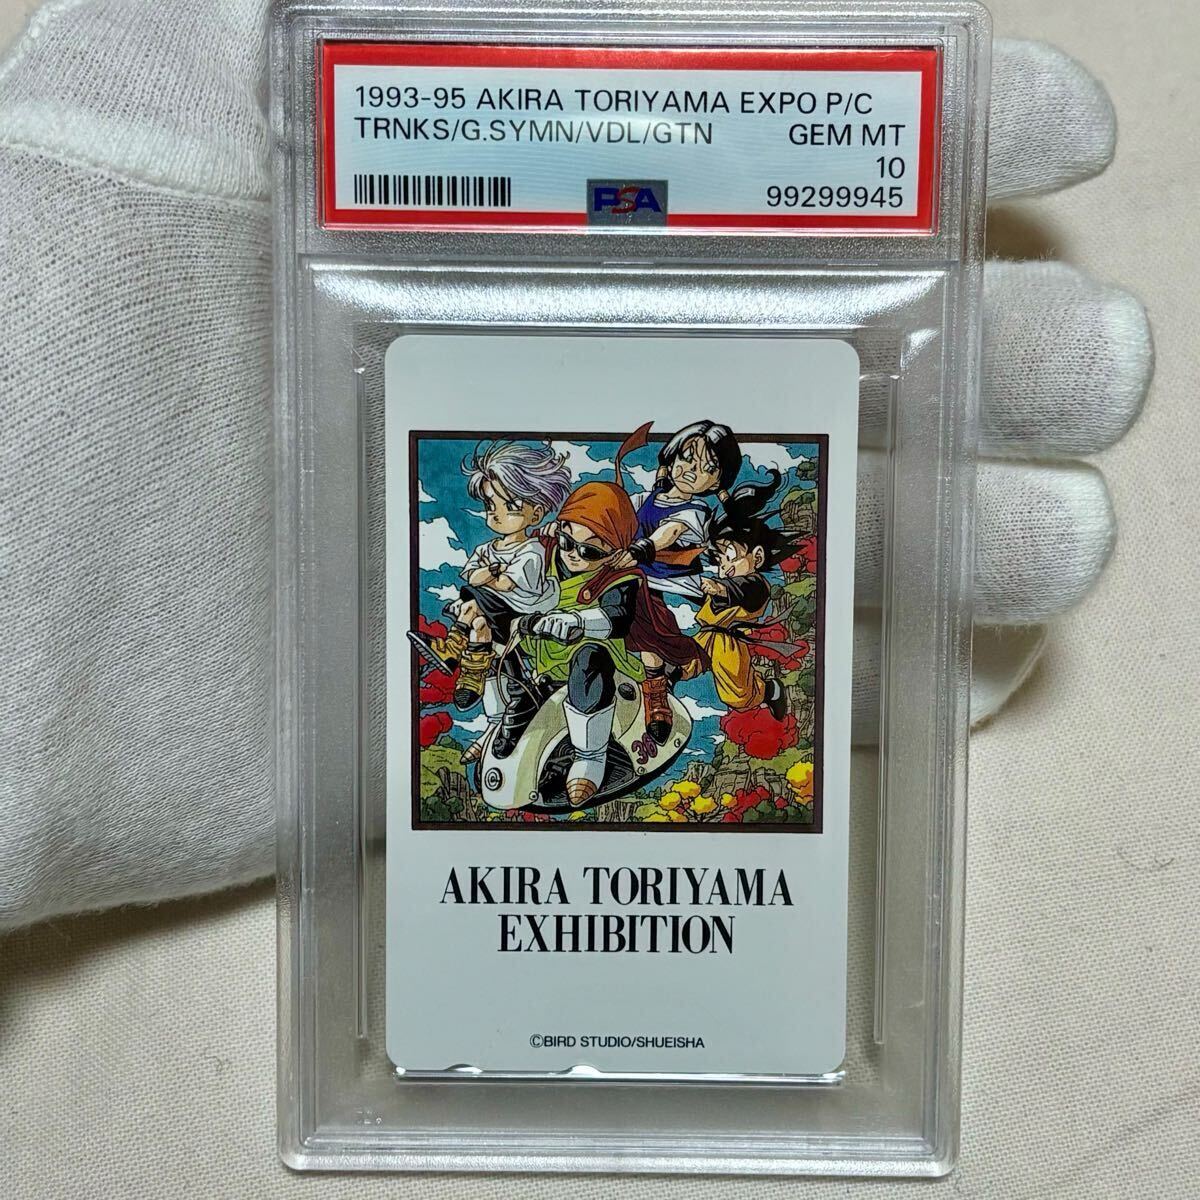 1993-95 AKIRA TORIYAMA EXPO P/C
TRNKS/G.SYMN/VDL/GTN GEM MT
10
PSA 99299945
36
AKIRA TORIYAMA
EXHIBITION
©BIRD STUDIO/SHUEISHA